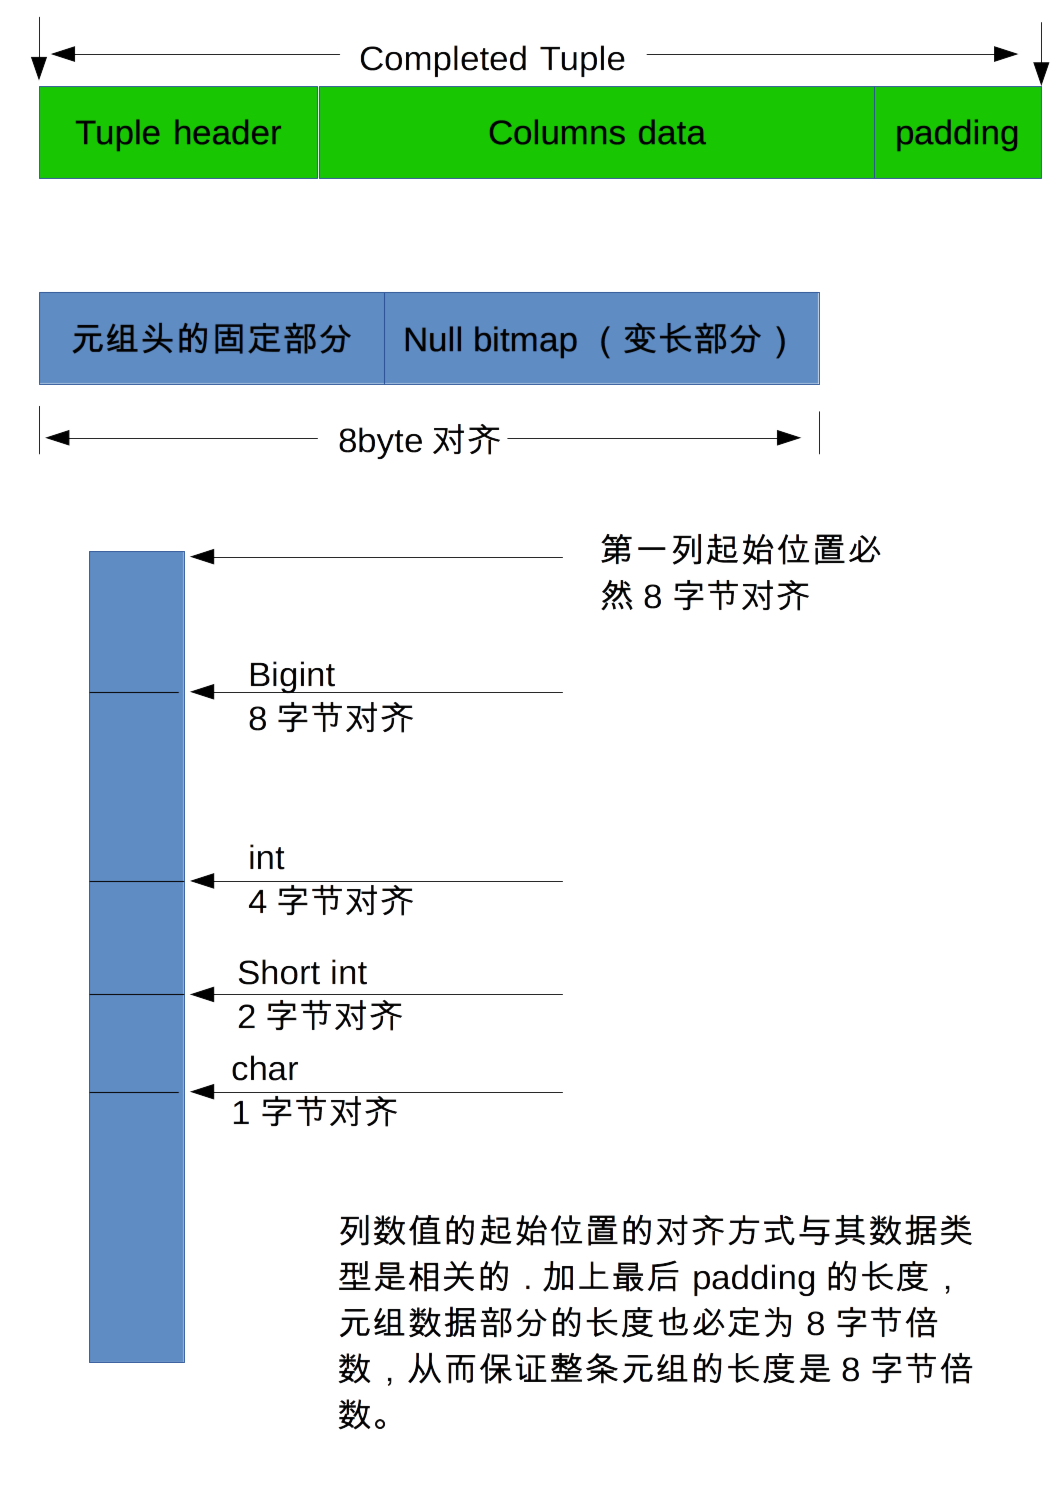 Completed Tuple
Tuple header
Columns data
padding
元组头的固定部分
Null bitmap （变长部分）
8byte 对齐
第一列起始位置必
然 8 字节对齐
Bigint
8 字节对齐
int
4 字节对齐
Short int
2 字节对齐
char
1 字节对齐
列数值的起始位置的对齐方式与其数据类
型是相关的 . 加上最后 padding 的长度 ,
元组数据部分的长度也必定为 8 字节倍
数 , 从而保证整条元组的长度是 8 字节倍
数。